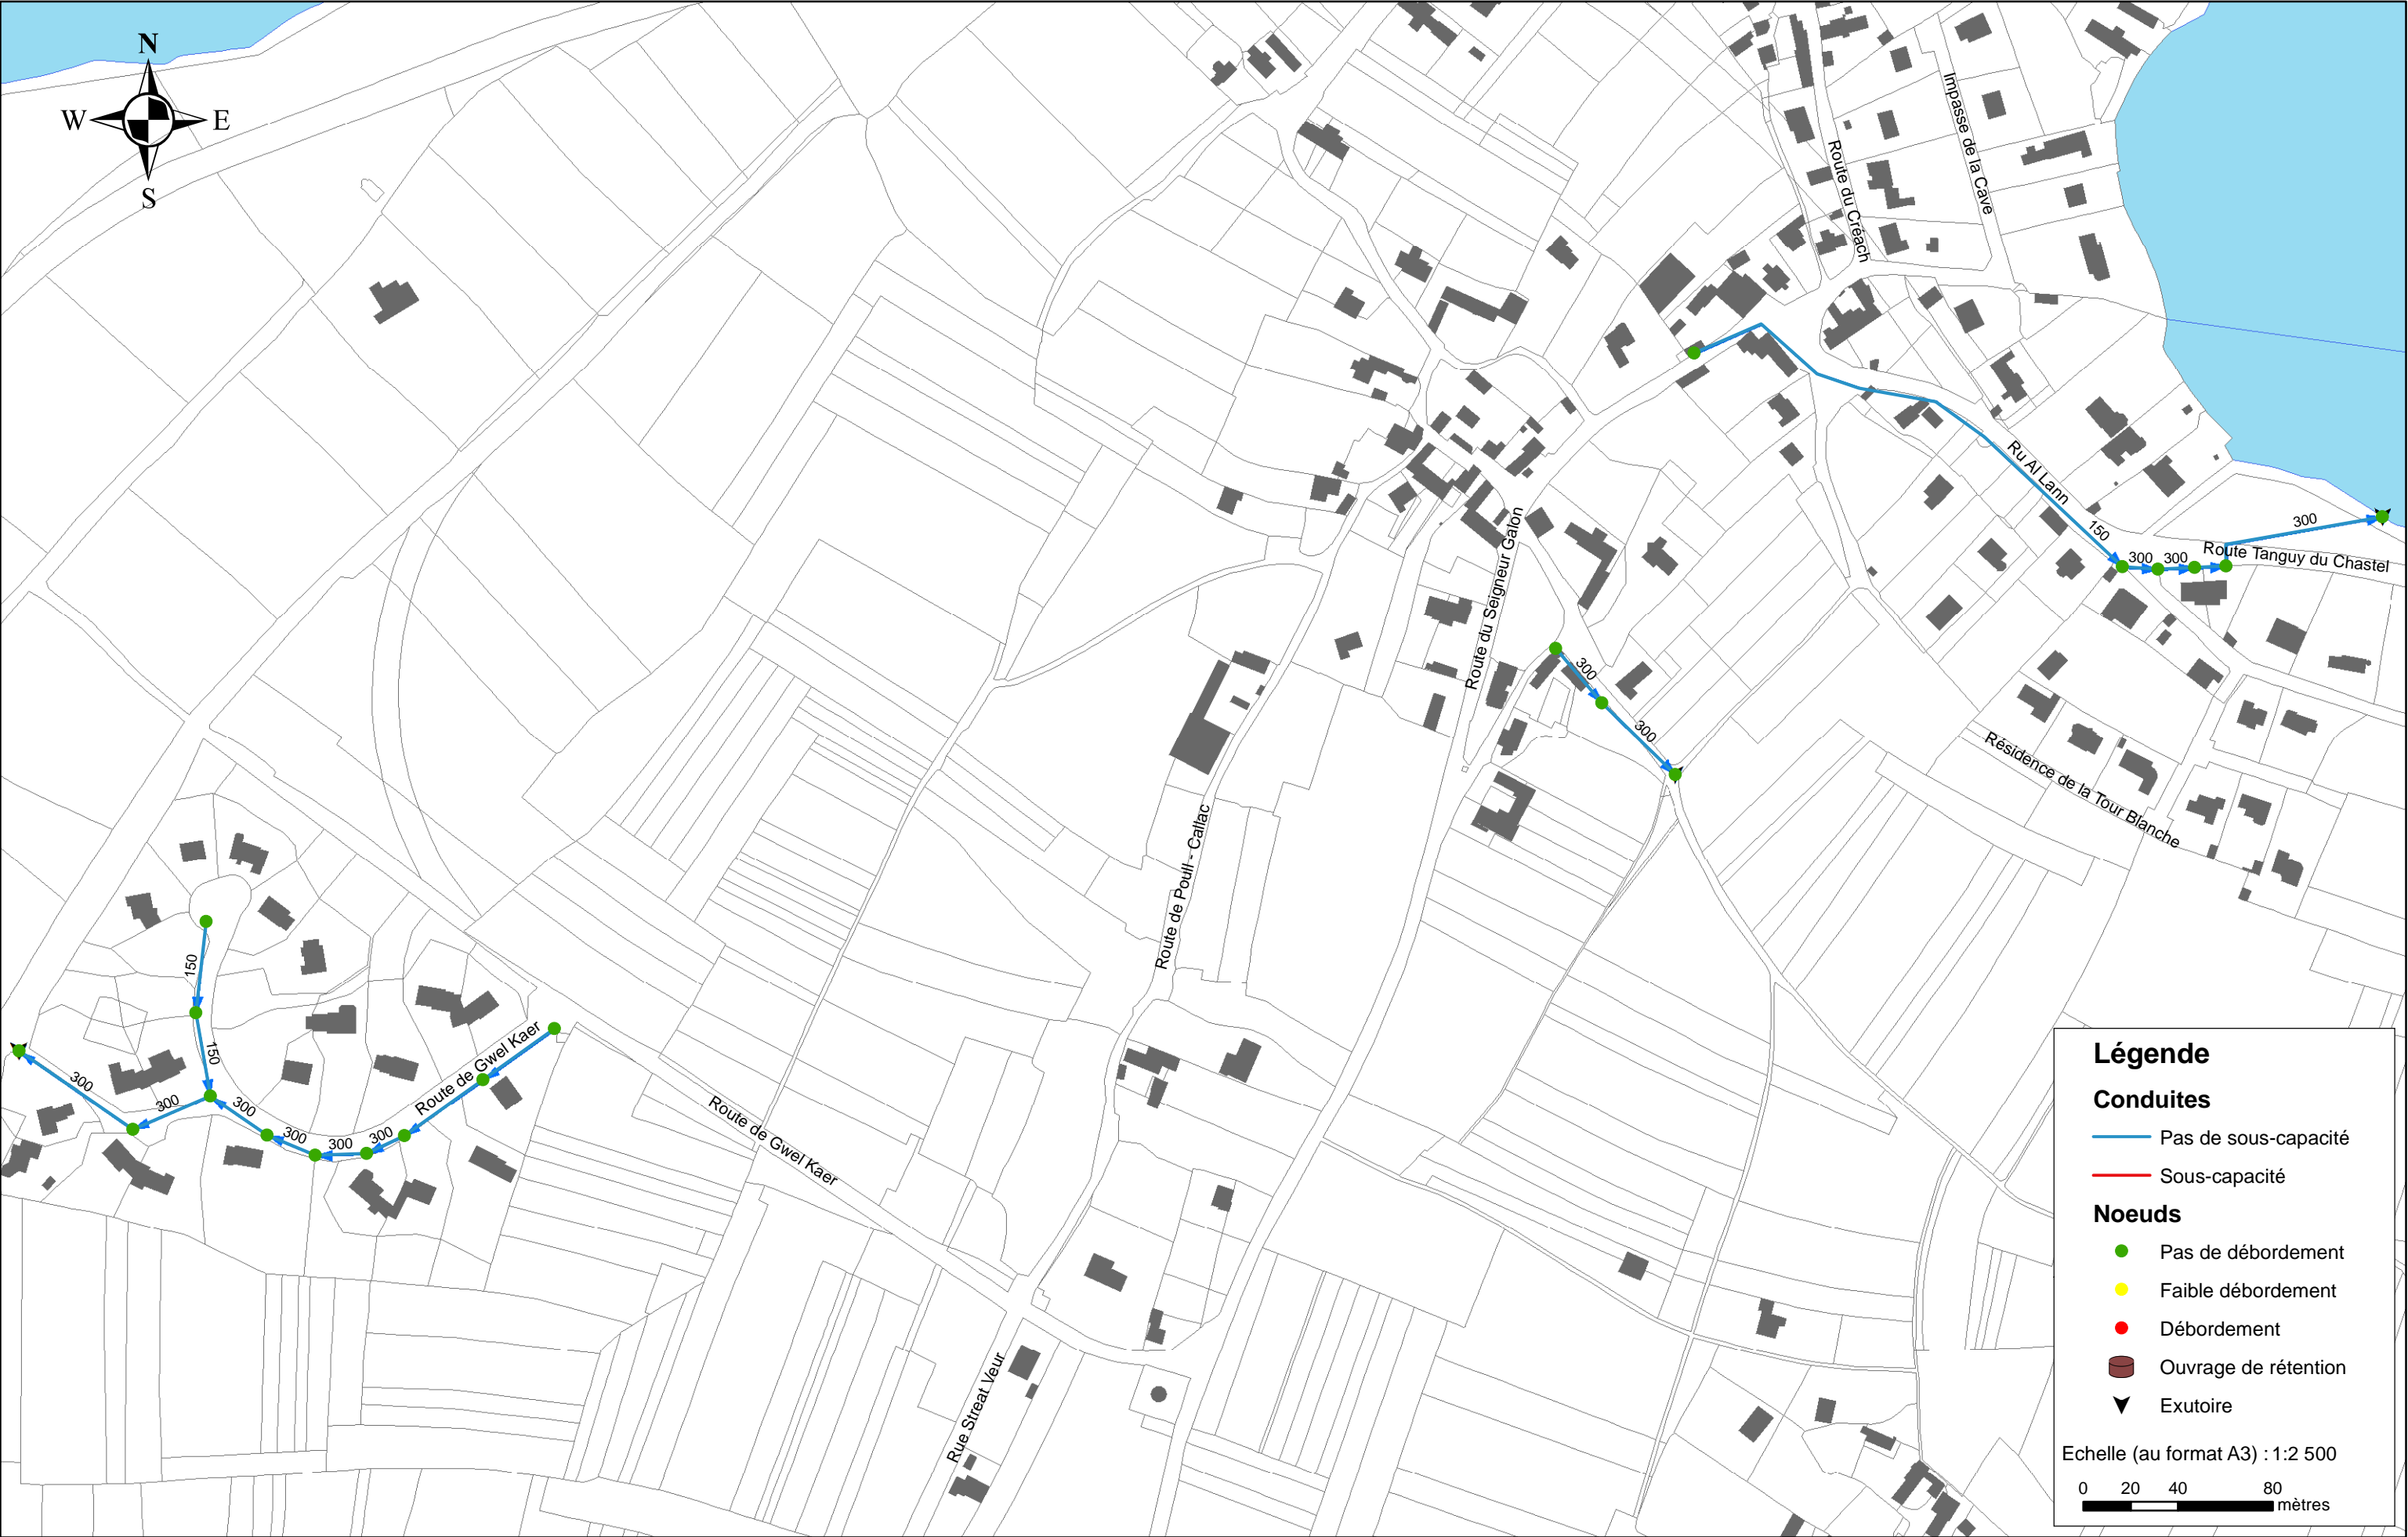 N
W
E
S
Impasse de la Cave
Route du Créach
Ru Al Lann
150
300
300
300
Route Tanguy du Chastel
Route du Seigneur Galon
300
300
Résidence de la Tour Blanche
Route de Poull - Callac
150
150
300
300
300
300
300
300
Route de Gwel Kaer
Route de Gwel Kaer
Rue Streat Veur
Légende
Conduites
Pas de sous-capacité
Sous-capacité
Noeuds
Pas de débordement
Faible débordement
Débordement
Ouvrage de rétention
Exutoire
Echelle (au format A3) : 1:2 500
0 20 40 80
mètres